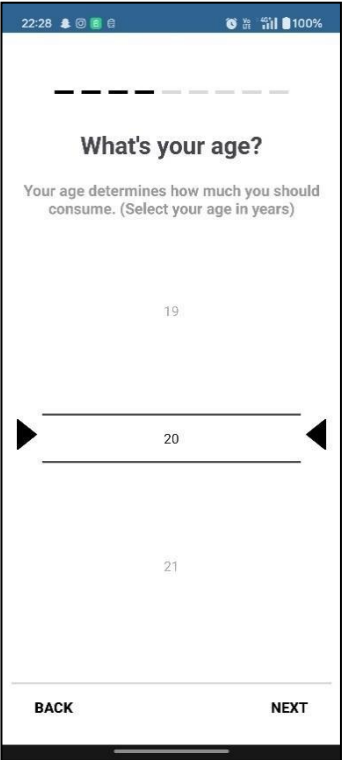 22:28 100%
What's your age?
Your age determines how much you should
consume. (Select your age in years)
19
20
21
BACK NEXT